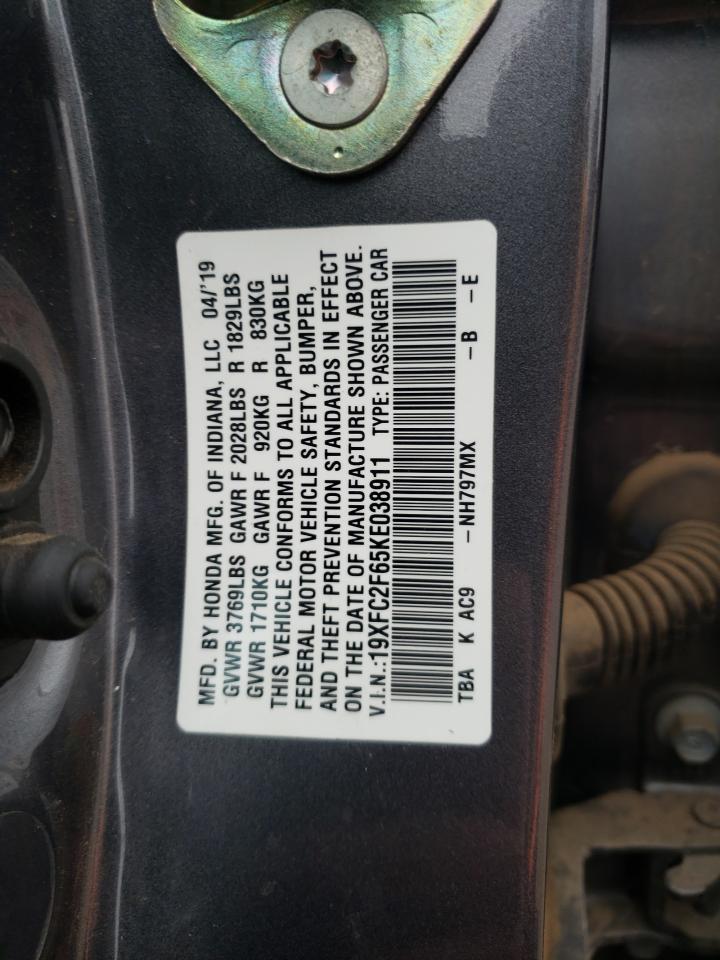 MFD. BY HONDA MFG. OF INDIANA, LLC 04/'19
GVWR 3769LBS GAWR F 2028LBS R 1829LBS
GVWR 1710KG GAWR F 920KG R 830KG
THIS VEHICLE CONFORMS TO ALL APPLICABLE
FEDERAL MOTOR VEHICLE SAFETY, BUMPER,
AND THEFT PREVENTION STANDARDS IN EFFECT
ON THE DATE OF MANUFACTURE SHOWN ABOVE.
V.I.N.:19XFC2F65KE038911 TYPE: PASSENGER CAR
TBA K AC9 -NH797MX -B -E